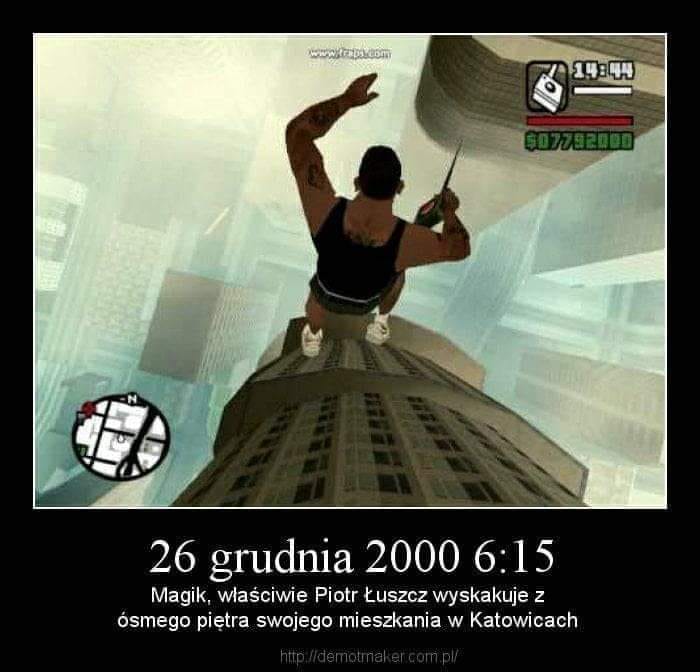 www.fraps.com
14:44
$07792000
N
26 grudnia 2000 6:15
Magik, właściwie Piotr Łuszcz wyskakuje z
ósmego piętra swojego mieszkania w Katowicach
http://demotmaker.com.pl/